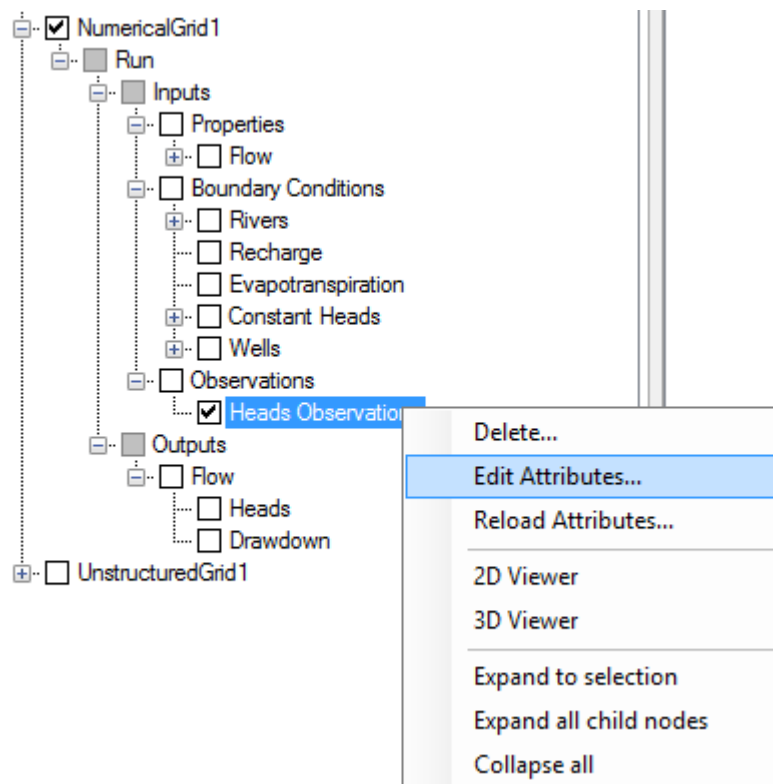 NumericalGrid1
Run
Inputs
Properties
Flow
Boundary Conditions
Rivers
Recharge
Evapotranspiration
Constant Heads
Wells
Observations
Heads Observation
Outputs
Flow
Heads
Drawdown
UnstructuredGrid1
Delete...
Edit Attributes...
Reload Attributes...
2D Viewer
3D Viewer
Expand to selection
Expand all child nodes
Collapse all